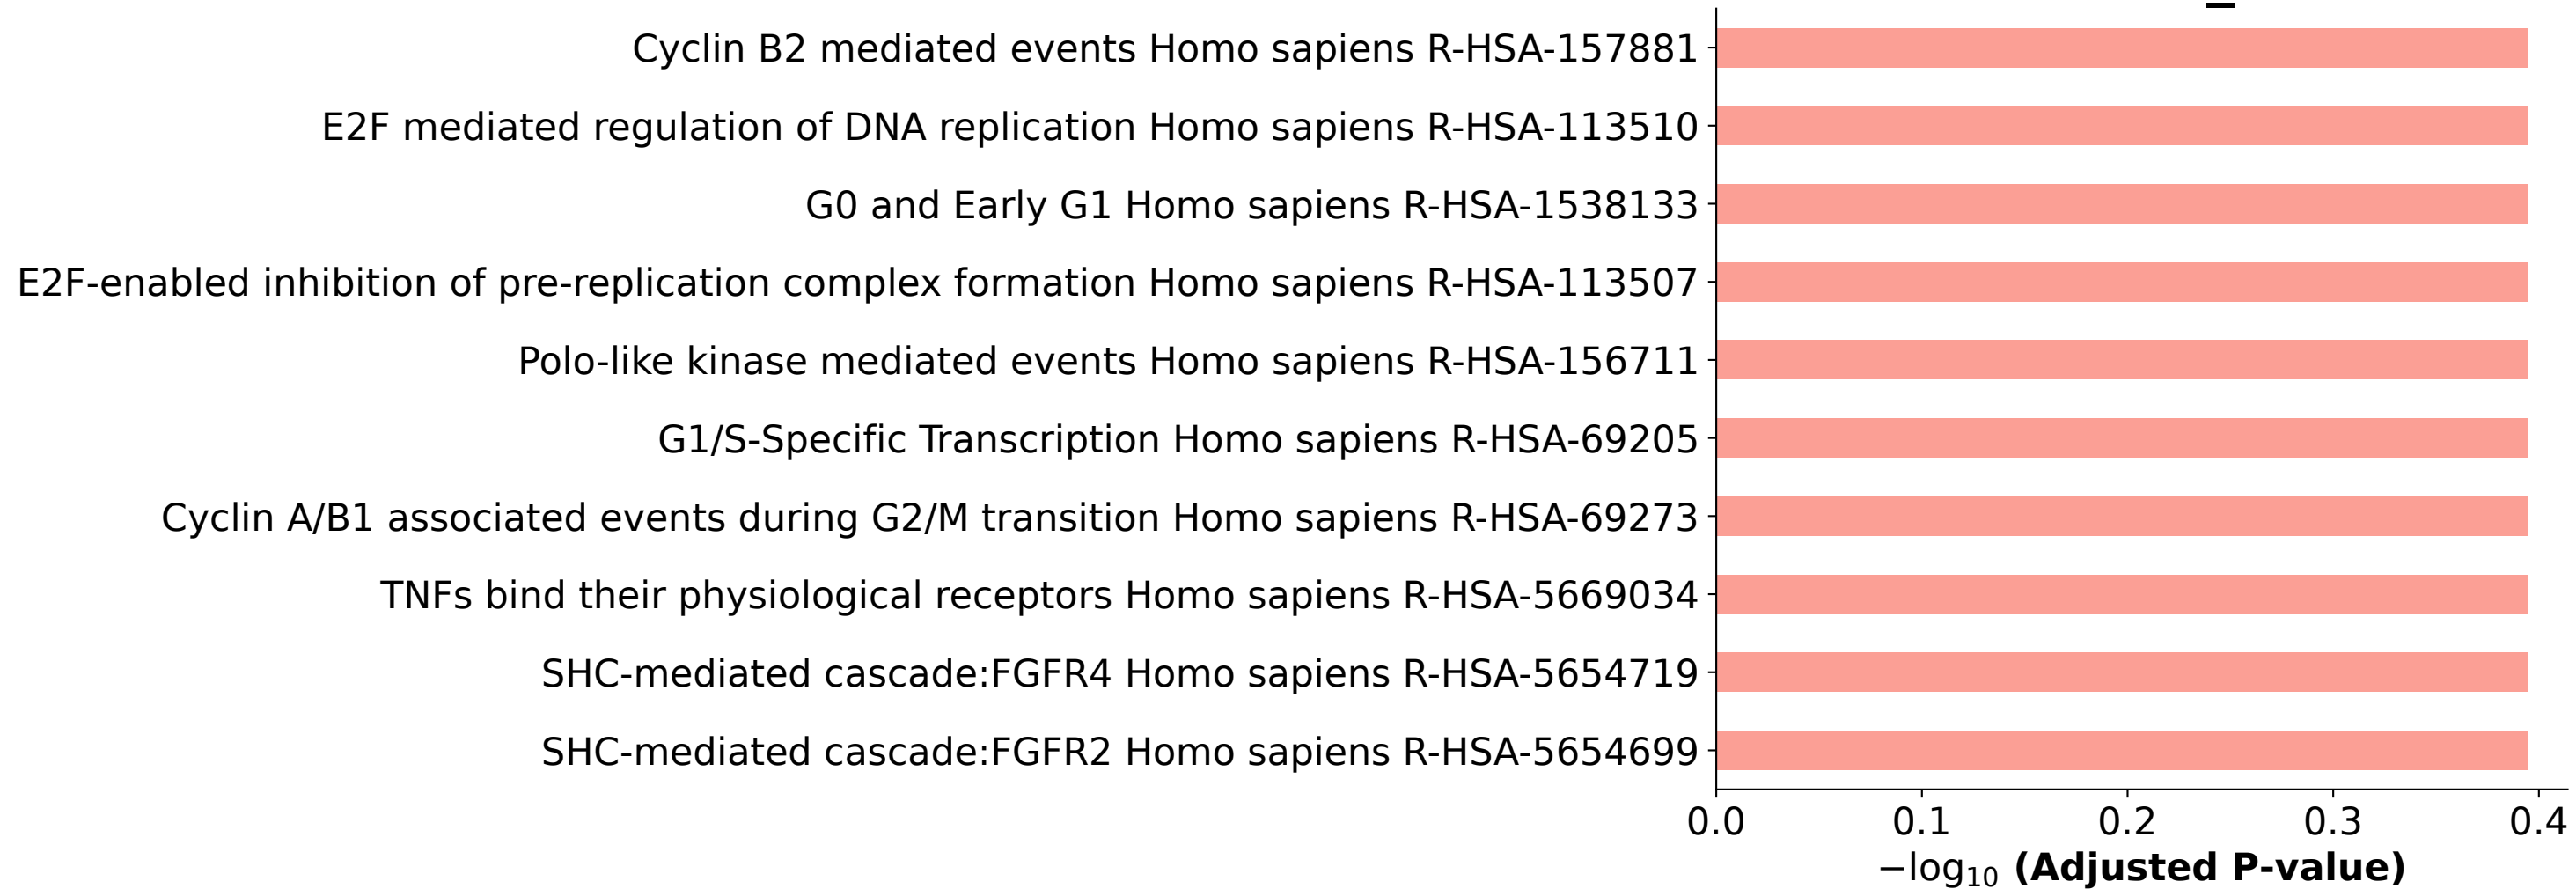 Cyclin B2 mediated events Homo sapiens R-HSA-157881
E2F mediated regulation of DNA replication Homo sapiens R-HSA-113510
G0 and Early G1 Homo sapiens R-HSA-1538133
E2F-enabled inhibition of pre-replication complex formation Homo sapiens R-HSA-113507
Polo-like kinase mediated events Homo sapiens R-HSA-156711
G1/S-Specific Transcription Homo sapiens R-HSA-69205
Cyclin A/B1 associated events during G2/M transition Homo sapiens R-HSA-69273
TNFs bind their physiological receptors Homo sapiens R-HSA-5669034
SHC-mediated cascade:FGFR4 Homo sapiens R-HSA-5654719
SHC-mediated cascade:FGFR2 Homo sapiens R-HSA-5654699
0.0 0.1 0.2 0.3 0.4
−log₁₀ (Adjusted P-value)